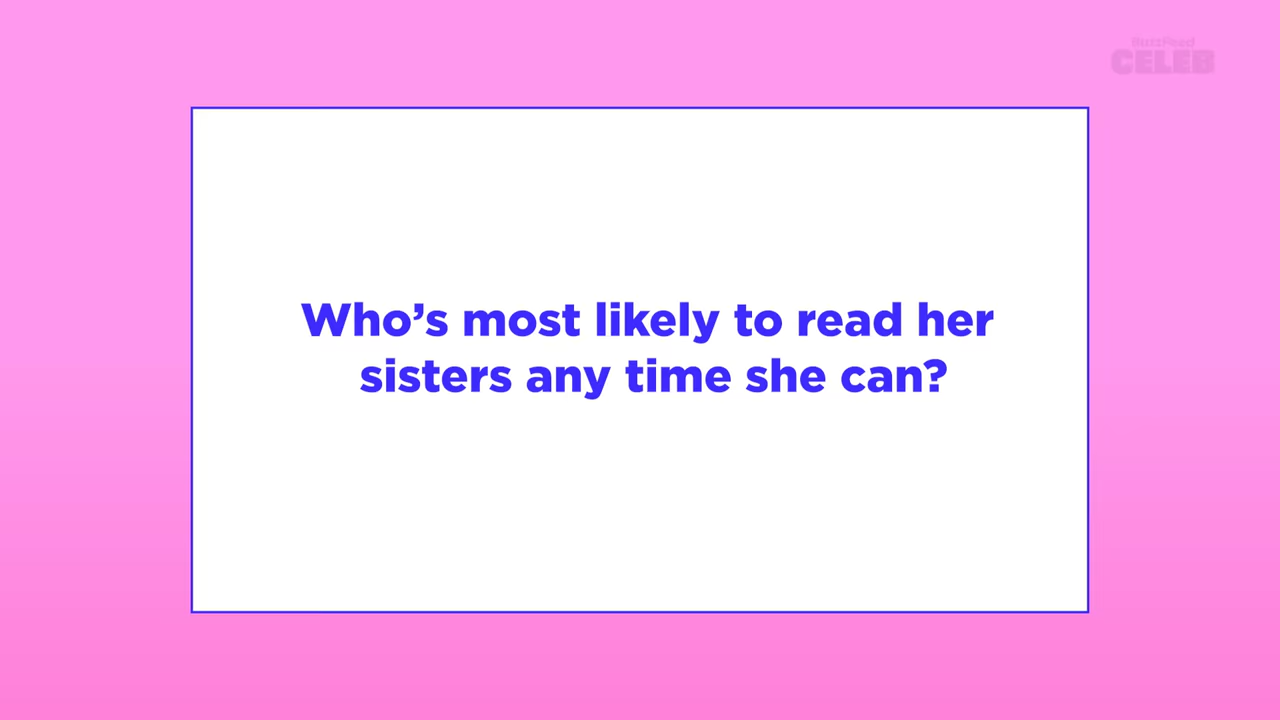 BuzzFeed
CELEB
Who’s most likely to read her
sisters any time she can?